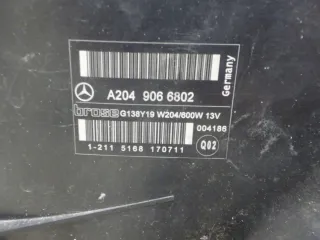 A204 906 6802
Germany
brose G138Y19 W204/600W 13V
004186
1-211 5168 170711
Q02